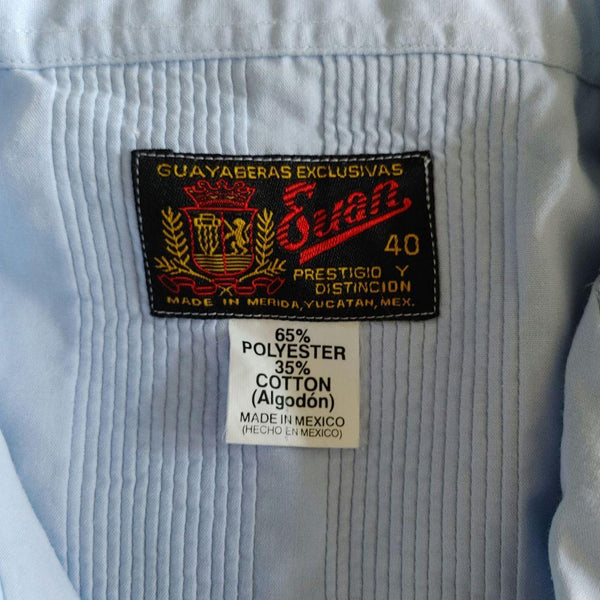 GUAYABERAS EXCLUSIVAS
Euan
40
PRESTIGIO Y
DISTINCION
MADE IN MERIDA, YUCATAN, MEX.
65%
POLYESTER
35%
COTTON
(Algodón)
MADE IN MEXICO
(HECHO EN MEXICO)